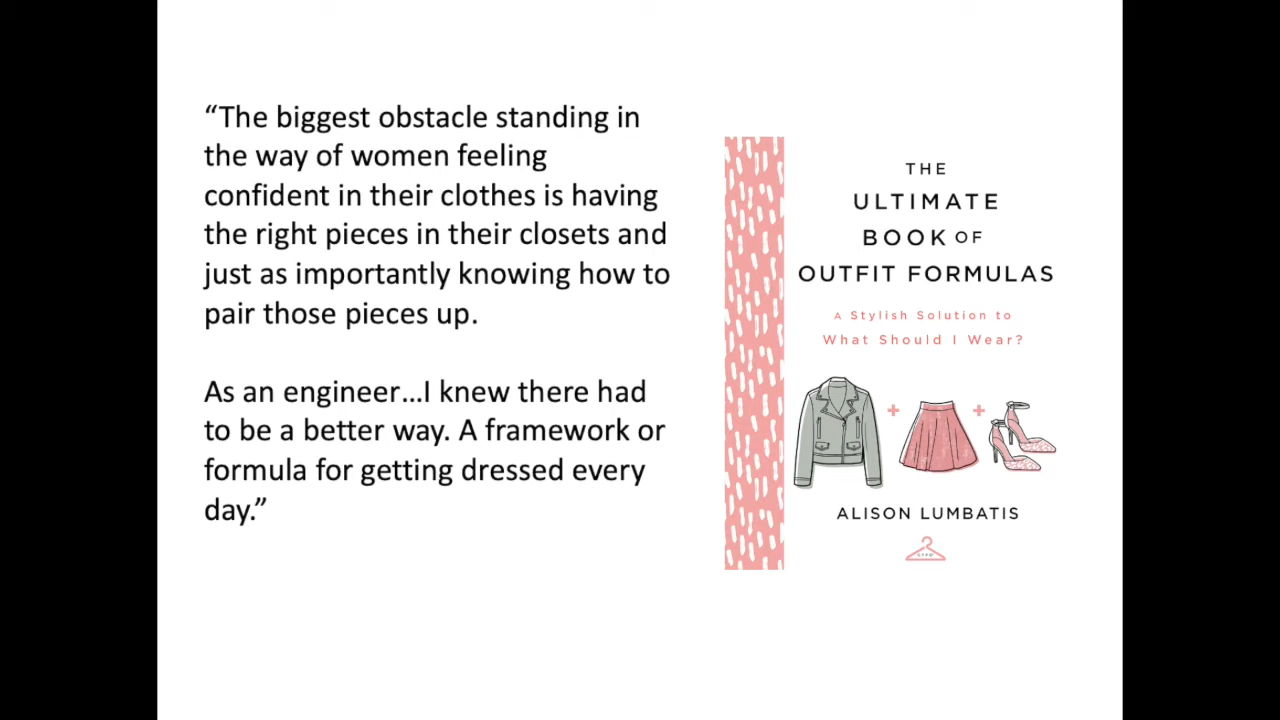 “The biggest obstacle standing in
the way of women feeling
confident in their clothes is having
the right pieces in their closets and
just as importantly knowing how to
pair those pieces up.
As an engineer…I knew there had
to be a better way. A framework or
formula for getting dressed every
day.”
THE
ULTIMATE
BOOK OF
OUTFIT FORMULAS
A Stylish Solution to
What Should I Wear?
+ +
ALISON LUMBATIS